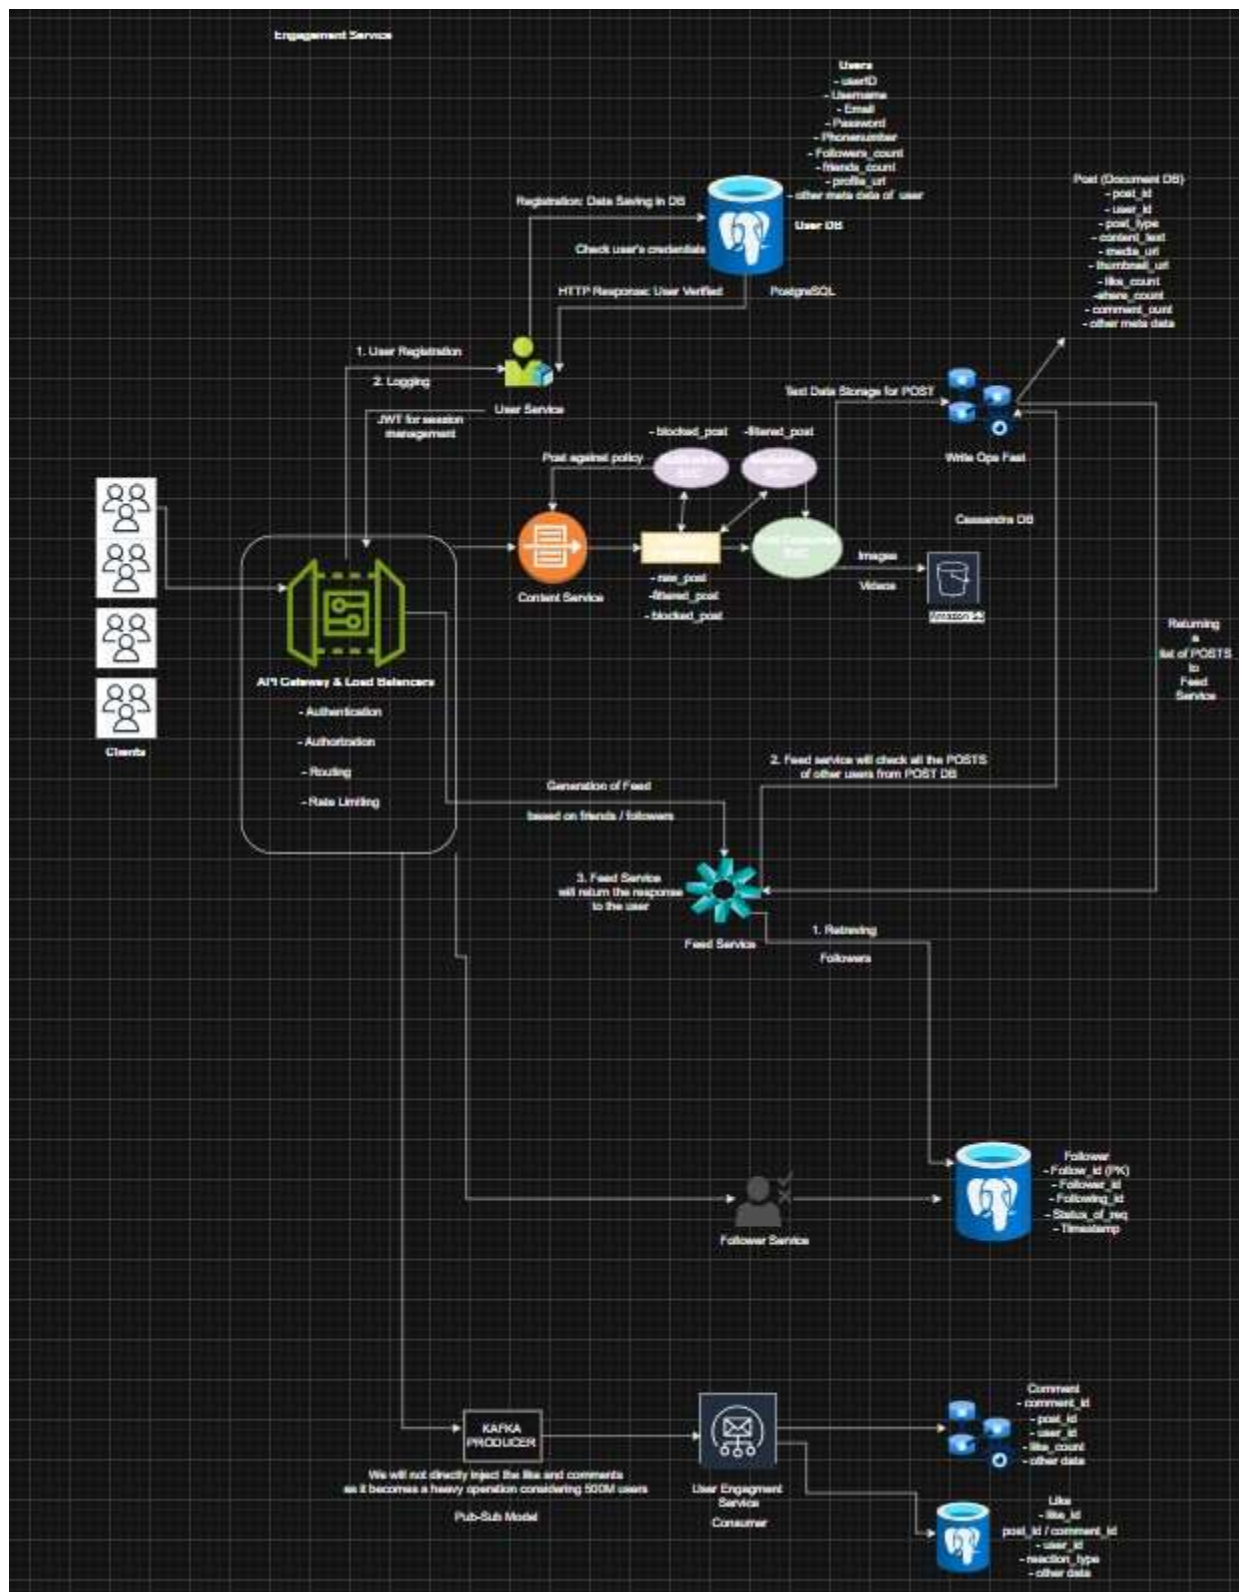 Engagement Service
Users
- userID
- Username
- Email
- Password
- Phonenumber
- Followers_count
- friends_count
- profile_url
- other meta data of user
User DB
PostgreSQL
Registration: Data Saving in DB
Check user's credentials
HTTP Response: User Verified
1. User Registration
2. Logging
User Service
JWT for session
management
Post (Document DB)
- post_id
- user_id
- post_type
- content_text
- media_url
- thumbnail_url
- like_count
-share_count
- comment_ount
- other meta data
Text Data Storage for POST
Write Ops Fast
Cassandra DB
- blocked_post
-filtered_post
Post against policy
SVC
SVC
SVC
Content Service
- raw_post
-filtered_post
- blocked_post
Images
Videos
Amazon S3
Clients
API Gateway & Load Balancers
- Authentication
- Authorization
- Routing
- Rate Limiting
Returning
a
list of POSTS
to
Feed
Service
2. Feed service will check all the POSTS
of other users from POST DB
Generation of Feed
based on friends / followers
3. Feed Service
will return the response
to the user
Feed Service
1. Retreiving
Followers
Follower
- Follow_id (PK)
- Follower_id
- Following_id
- Status_of_req
- Timestamp
Follower Service
KAFKA
PRODUCER
We will not directly inject the like and comments
as it becomes a heavy operation considering 500M users
Pub-Sub Model
User Engagment
Service
Consumer
Comment
- comment_id
- post_id
- user_id
- like_count
- other data
Like
- like_id
post_id / comment_id
- user_id
- reaction_type
- other data